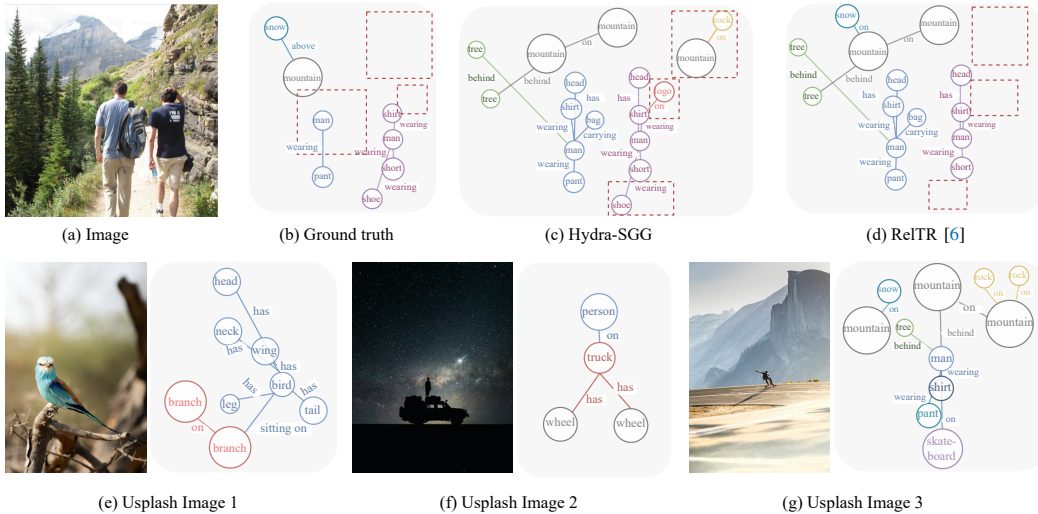 I'M A
snow
above
mountain
man
wearing
pant
shirt
wearing
man
wearing
short
shoe
tree
behind
tree
mountain
on
mountain
behind
head
has
shirt
bag
carrying
wearing
man
wearing
pant
head
has
shirt
logo
on
wearing
man
wearing
short
wearing
shoe
rock
on
mountain
snow
on
mountain
on
mountain
tree
behind
tree
behind
head
has
shirt
bag
carrying
wearing
man
wearing
pant
head
has
shirt
wearing
man
wearing
short
(a) Image
(b) Ground truth
(c) Hydra-SGG
(d) RelTR [6]
head
has
neck
has
wing
has
has
leg
bird
has
tail
branch
on
branch
sitting on
person
on
truck
has
has
wheel
wheel
snow
on
mountain
mountain
rock
on
rock
on
on
mountain
tree
behind
behind
man
wearing
shirt
wearing
pant
on
skate-
board
(e) Usplash Image 1
(f) Usplash Image 2
(g) Usplash Image 3